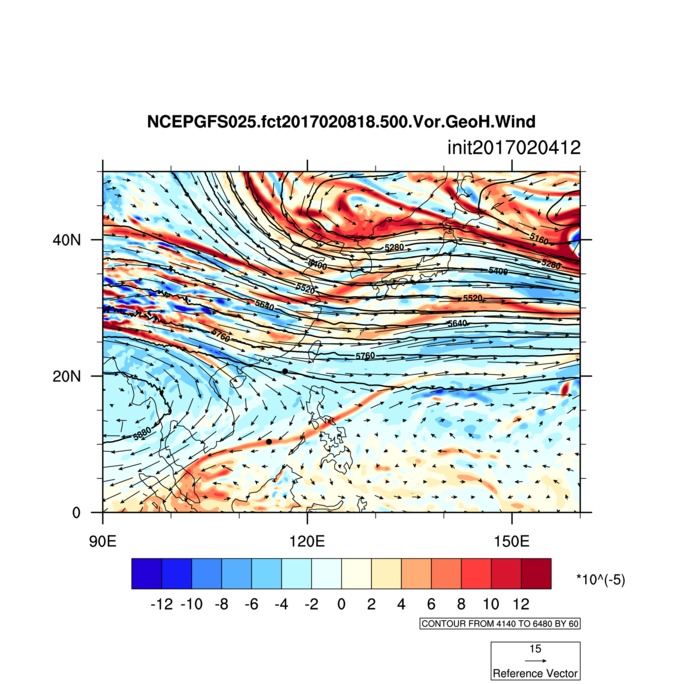 NCEPGFS025.fct2017020818.500.Vor.GeoH.Wind
init2017020412
5160
5280
5280
5400
5400
5520
5520
5640
5640
5760
5760
5880
40N
20N
0
90E 120E 150E
-12 -10 -8 -6 -4 -2 0 2 4 6 8 10 12
*10^(-5)
CONTOUR FROM 4140 TO 6480 BY 60
15
Reference Vector